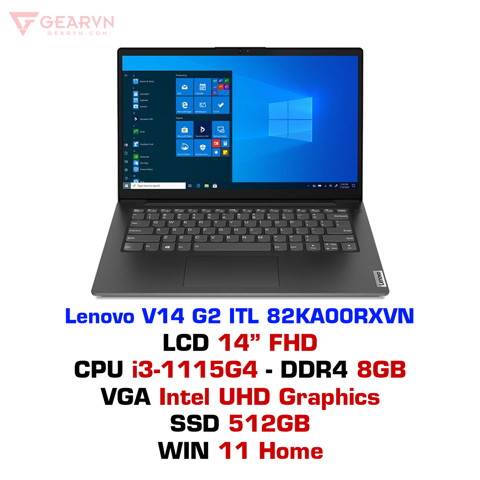 GEARVN
GEARVN.COM
Lenovo
Lenovo V14 G2 ITL 82KA00RXVN
LCD 14” FHD
CPU i3-1115G4 - DDR4 8GB
VGA Intel UHD Graphics
SSD 512GB
WIN 11 Home